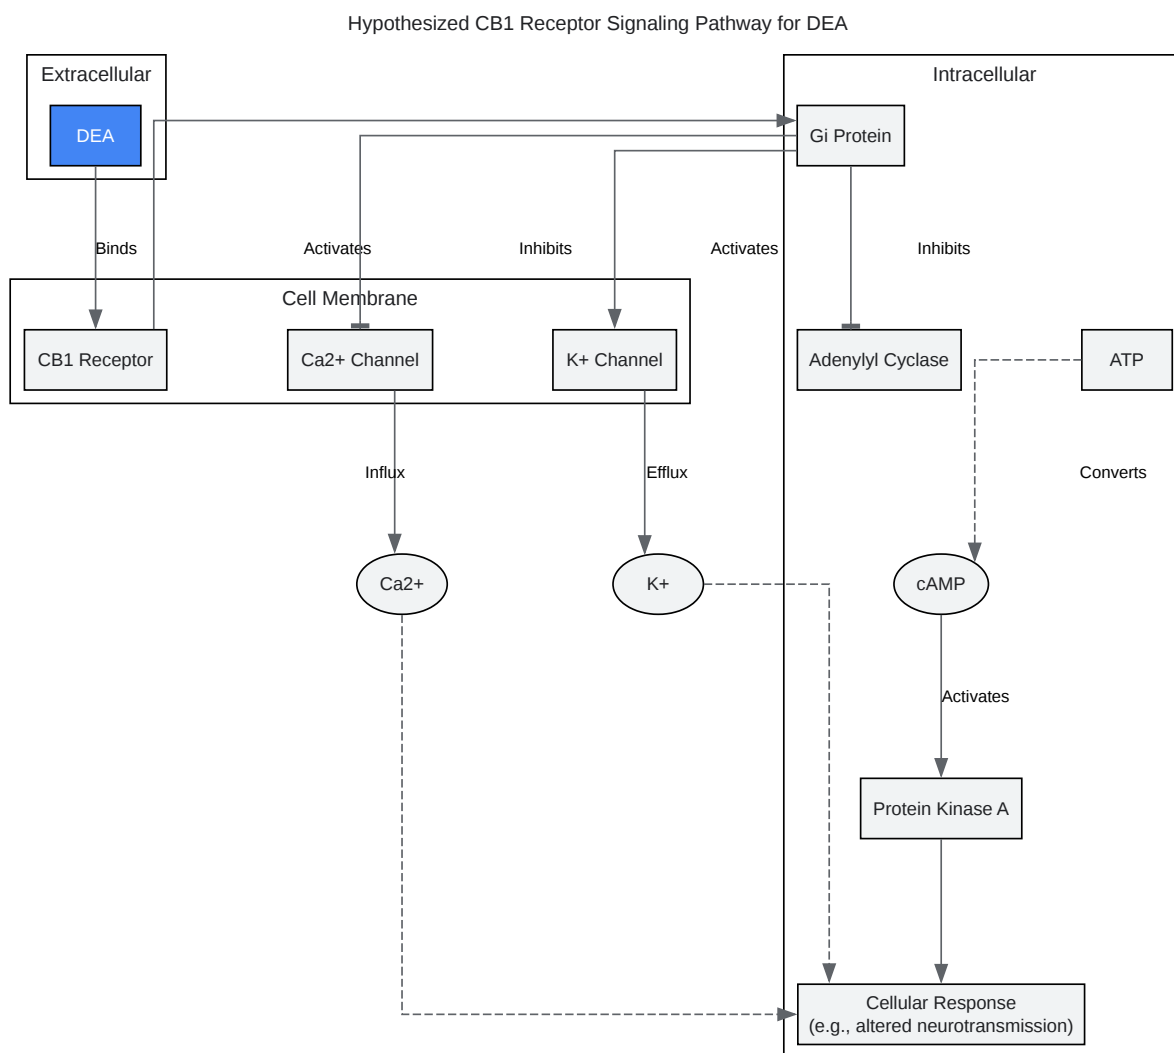 Hypothesized CB1 Receptor Signaling Pathway for DEA
Extracellular
Intracellular
DEA
Gi Protein
Binds
Activates
Inhibits
Activates
Inhibits
Cell Membrane
CB1 Receptor
Ca2+ Channel
K+ Channel
Adenylyl Cyclase
ATP
Influx
Efflux
Converts
Ca2+
K+
cAMP
Activates
Protein Kinase A
Cellular Response
(e.g., altered neurotransmission)